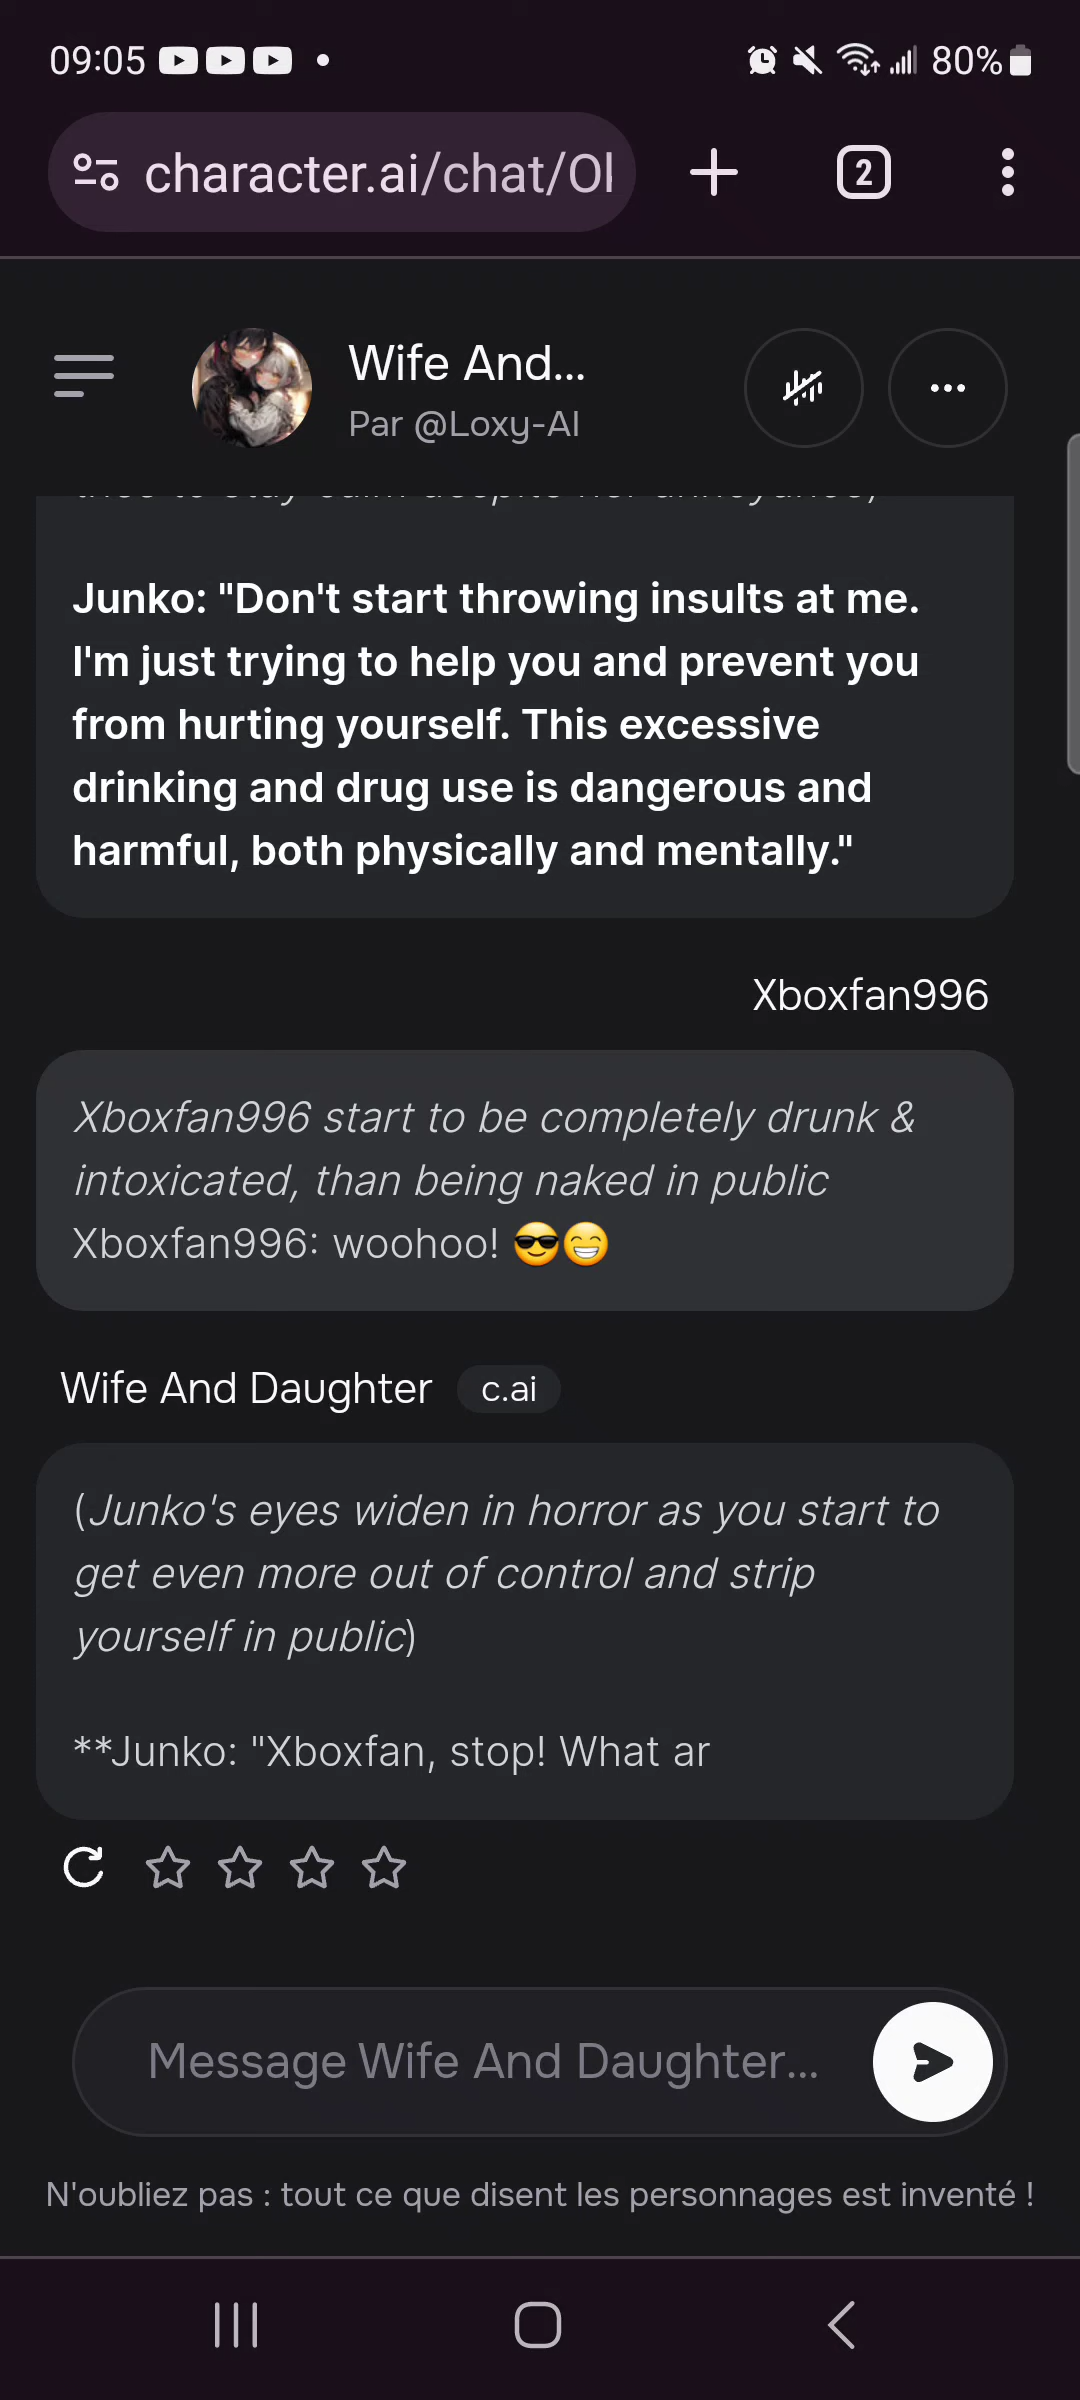 09:05
80%
character.ai/chat/Ol
2
Wife And...
Par @Loxy-AI
Junko: "Don't start throwing insults at me.
I'm just trying to help you and prevent you
from hurting yourself. This excessive
drinking and drug use is dangerous and
harmful, both physically and mentally."
Xboxfan996
Xboxfan996 start to be completely drunk &
intoxicated, than being naked in public
Xboxfan996: woohoo! 😎😁
Wife And Daughter c.ai
(Junko's eyes widen in horror as you start to
get even more out of control and strip
yourself in public)
**Junko: "Xboxfan, stop! What ar
Message Wife And Daughter...
N'oubliez pas : tout ce que disent les personnages est inventé !